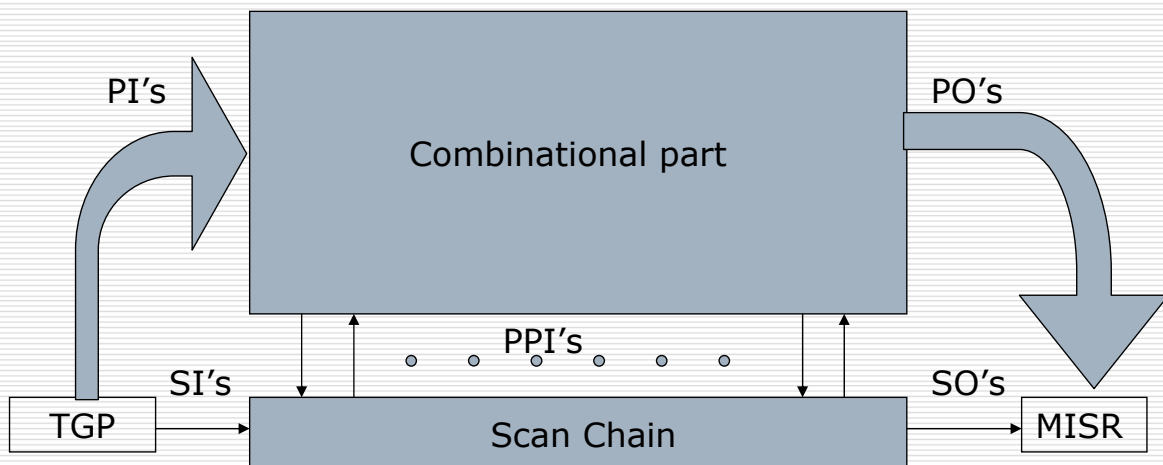 PI’s
PO’s
Combinational part
PPI’s
SI’s
SO’s
TGP
MISR
Scan Chain